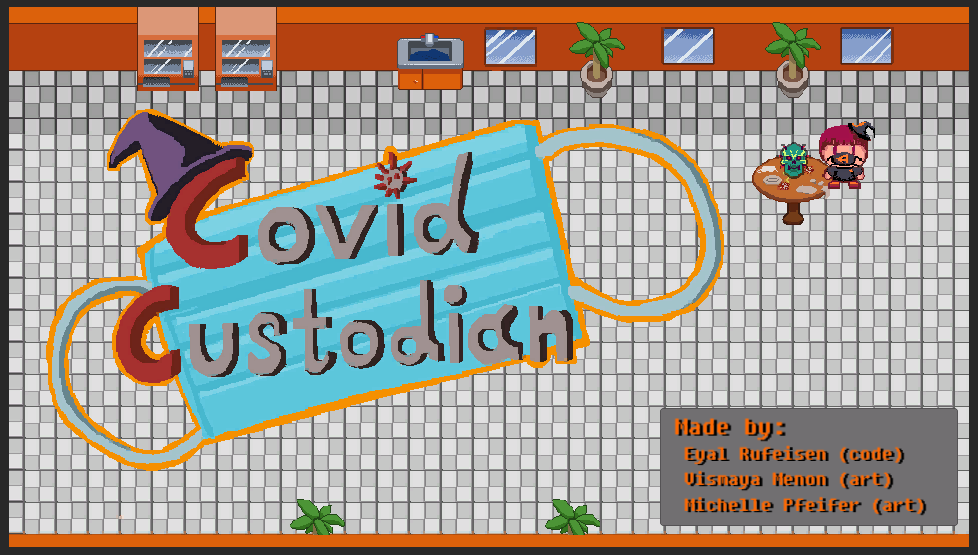 Covid
Custodian
Made by:
Eyal Rufeisen (code)
Vismaya Menon (art)
Michelle Pfeifer (art)